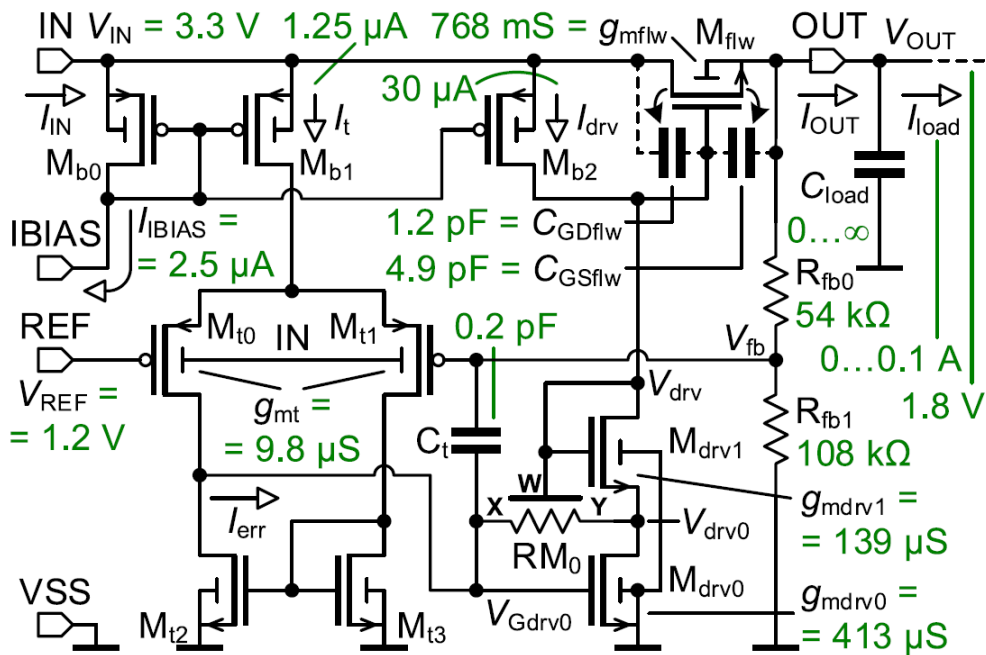 IN V_IN = 3.3 V 1.25 µA 768 mS = g_mflw M_flw OUT V_OUT
30 µA
I_IN I_t I_drv I_OUT I_load
M_b0 M_b1 M_b2
C_load
IBIAS I_IBIAS = 1.2 pF = C_GDflw 0...∞
= 2.5 µA 4.9 pF = C_GSflw R_fb0
REF M_t0 IN M_t1 0.2 pF 54 kΩ
V_fb 0...0.1 A
V_REF = g_mt = V_drv R_fb1 1.8 V
= 1.2 V = 9.8 µS C_t M_drv1 108 kΩ
W
X Y g_mdrv1 =
I_err RM_0 V_drv0 = 139 µS
VSS M_drv0
M_t2 M_t3 V_Gdrv0 g_mdrv0 =
= 413 µS